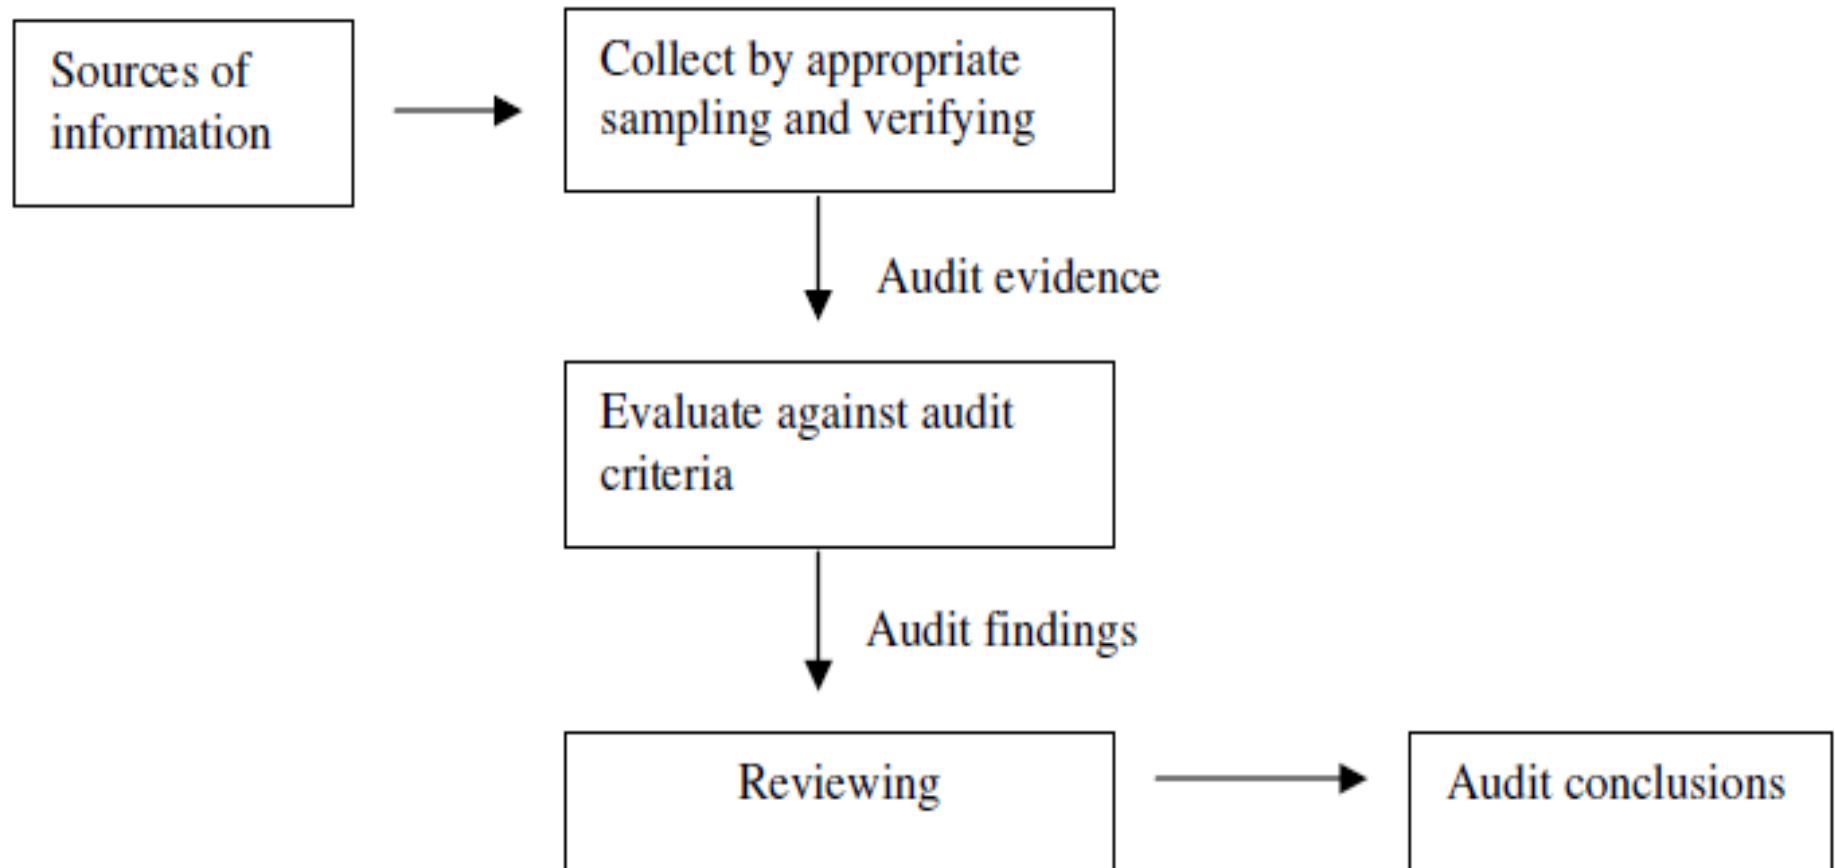 Sources of
information
Collect by appropriate
sampling and verifying
Audit evidence
Evaluate against audit
criteria
Audit findings
Reviewing
Audit conclusions